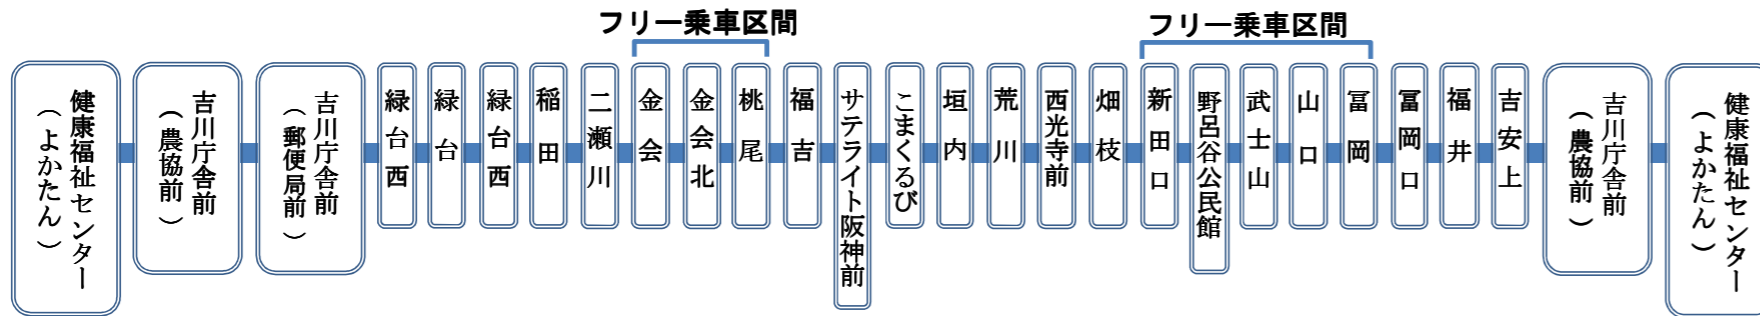 フリー乗車区間
フリー乗車区間
健康福祉センター
（よかたん）
吉川庁舎前
（農協前）
吉川庁舎前
（郵便局前）
緑台西
緑台
緑台西
稲田
二瀬川
金会
金会北
桃尾
福吉
サテライト阪神前
こまくるび
垣内
荒川
西光寺前
畑枝
新田口
野呂谷公民館
武士山
山口
冨岡
冨岡口
福井
吉安上
吉川庁舎前
（農協前）
健康福祉センター
（よかたん）